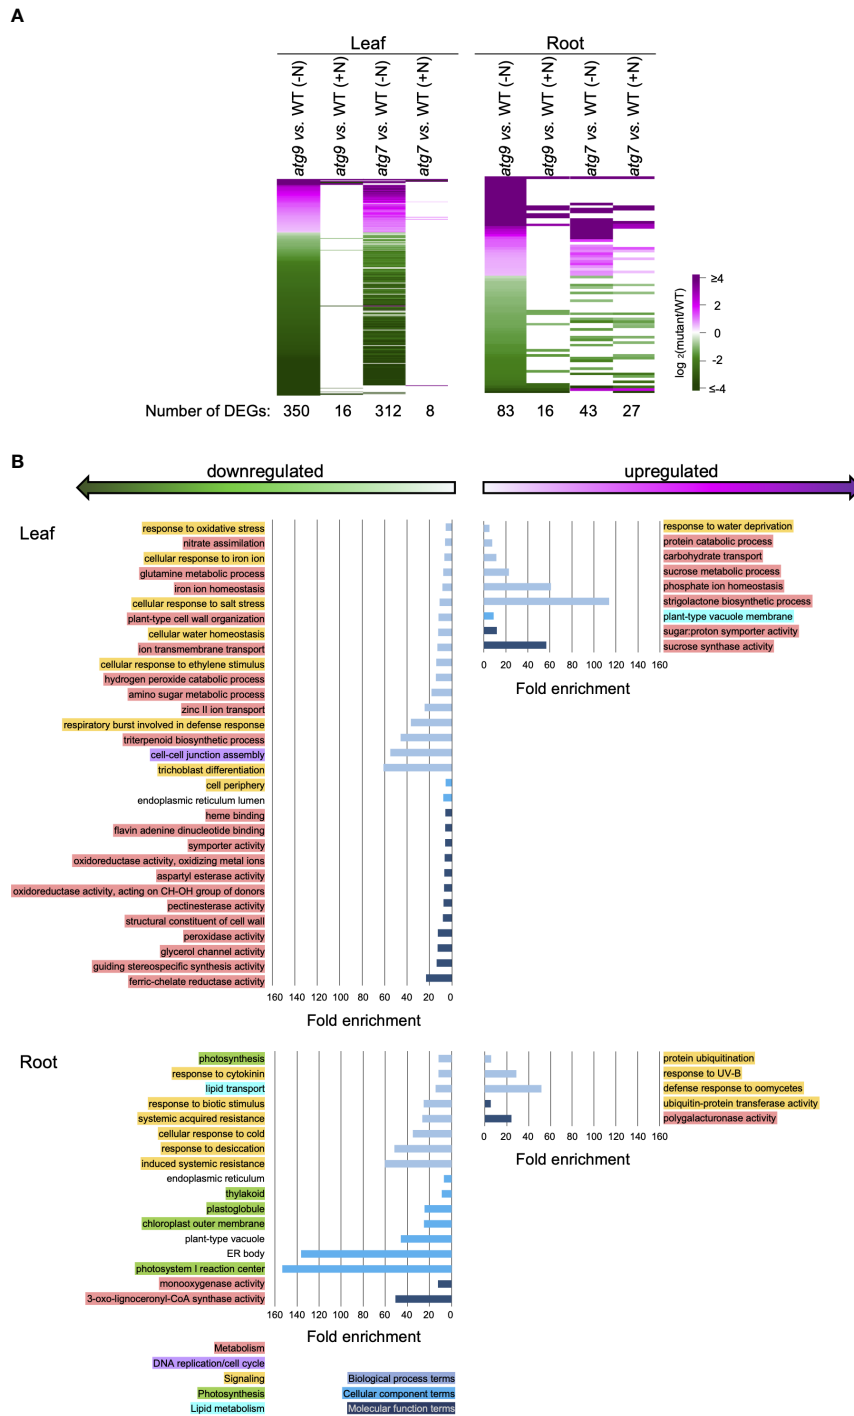 A
Leaf
Root
atg9 vs. WT (-N)
atg9 vs. WT (+N)
atg7 vs. WT (-N)
atg7 vs. WT (+N)
atg9 vs. WT (-N)
atg9 vs. WT (+N)
atg7 vs. WT (-N)
atg7 vs. WT (+N)
log 2(mutant/WT)
≥4
2
0
-2
≤-4
Number of DEGs: 350 16 312 8 83 16 43 27
B
downregulated
upregulated
Leaf
response to oxidative stress
nitrate assimilation
cellular response to iron ion
glutamine metabolic process
iron ion homeostasis
cellular response to salt stress
plant-type cell wall organization
cellular water homeostasis
ion transmembrane transport
cellular response to ethylene stimulus
hydrogen peroxide catabolic process
amino sugar metabolic process
zinc II ion transport
respiratory burst involved in defense response
triterpenoid biosynthetic process
cell-cell junction assembly
trichoblast differentiation
cell periphery
endoplasmic reticulum lumen
heme binding
flavin adenine dinucleotide binding
symporter activity
oxidoreductase activity, oxidizing metal ions
aspartyl esterase activity
oxidoreductase activity, acting on CH-OH group of donors
pectinesterase activity
structural constituent of cell wall
peroxidase activity
glycerol channel activity
guiding stereospecific synthesis activity
ferric-chelate reductase activity
160 140 120 100 80 60 40 20 0
Fold enrichment
response to water deprivation
protein catabolic process
carbohydrate transport
sucrose metabolic process
phosphate ion homeostasis
strigolactone biosynthetic process
plant-type vacuole membrane
sugar:proton symporter activity
sucrose synthase activity
0 20 40 60 80 100 120 140 160
Fold enrichment
Root
photosynthesis
response to cytokinin
lipid transport
response to biotic stimulus
systemic acquired resistance
cellular response to cold
response to desiccation
induced systemic resistance
endoplasmic reticulum
thylakoid
plastoglobule
chloroplast outer membrane
plant-type vacuole
ER body
photosystem I reaction center
monooxygenase activity
3-oxo-lignoceronyl-CoA synthase activity
160 140 120 100 80 60 40 20 0
Fold enrichment
protein ubiquitination
response to UV-B
defense response to oomycetes
ubiquitin-protein transferase activity
polygalacturonase activity
0 20 40 60 80 100 120 140 160
Fold enrichment
Metabolism
DNA replication/cell cycle
Signaling
Photosynthesis
Lipid metabolism
Biological process terms
Cellular component terms
Molecular function terms